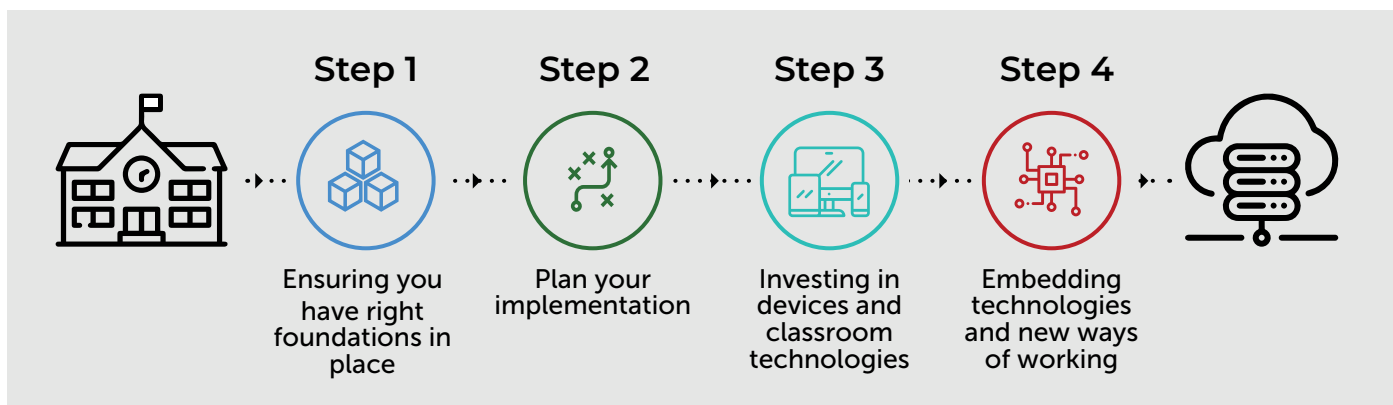 Step 1
Ensuring you
have right
foundations in
place
Step 2
Plan your
implementation
Step 3
Investing in
devices and
classroom
technologies
Step 4
Embedding
technologies
and new ways
of working